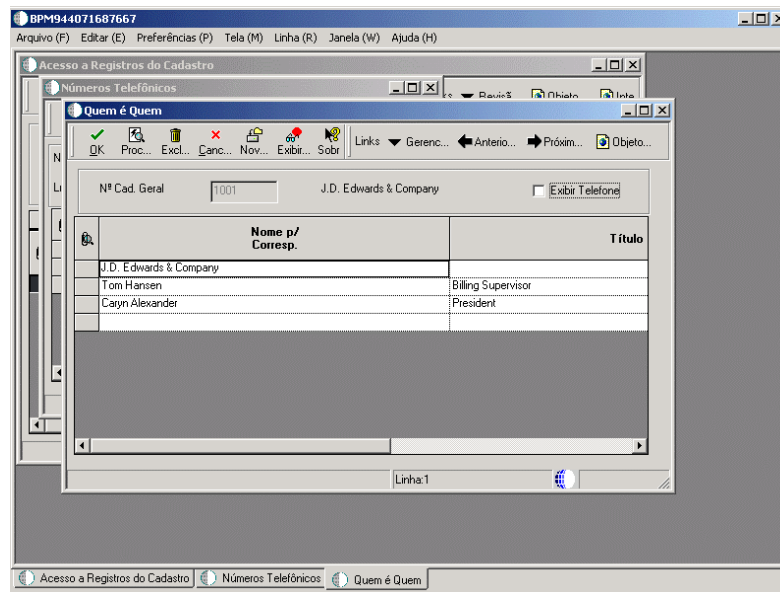 BPM944071687667
Arquivo (F) Editar (E) Preferências (P) Tela (M) Linha (R) Janela (W) Ajuda (H)
Acesso a Registros do Cadastro
Números Telefônicos
Revisã Objeto Inte
Quem é Quem
OK Proc... Excl... Canc... Nov... Exibir... Sobr Links Gerenc... Anterio... Próxim... Objeto...
Nº Cad. Geral 1001 J.D. Edwards & Company Exibir Telefone
Nome p/
Corresp. Título
J.D. Edwards & Company
Tom Hansen Billing Supervisor
Caryn Alexander President
Linha:1
Acesso a Registros do Cadastro Números Telefônicos Quem é Quem